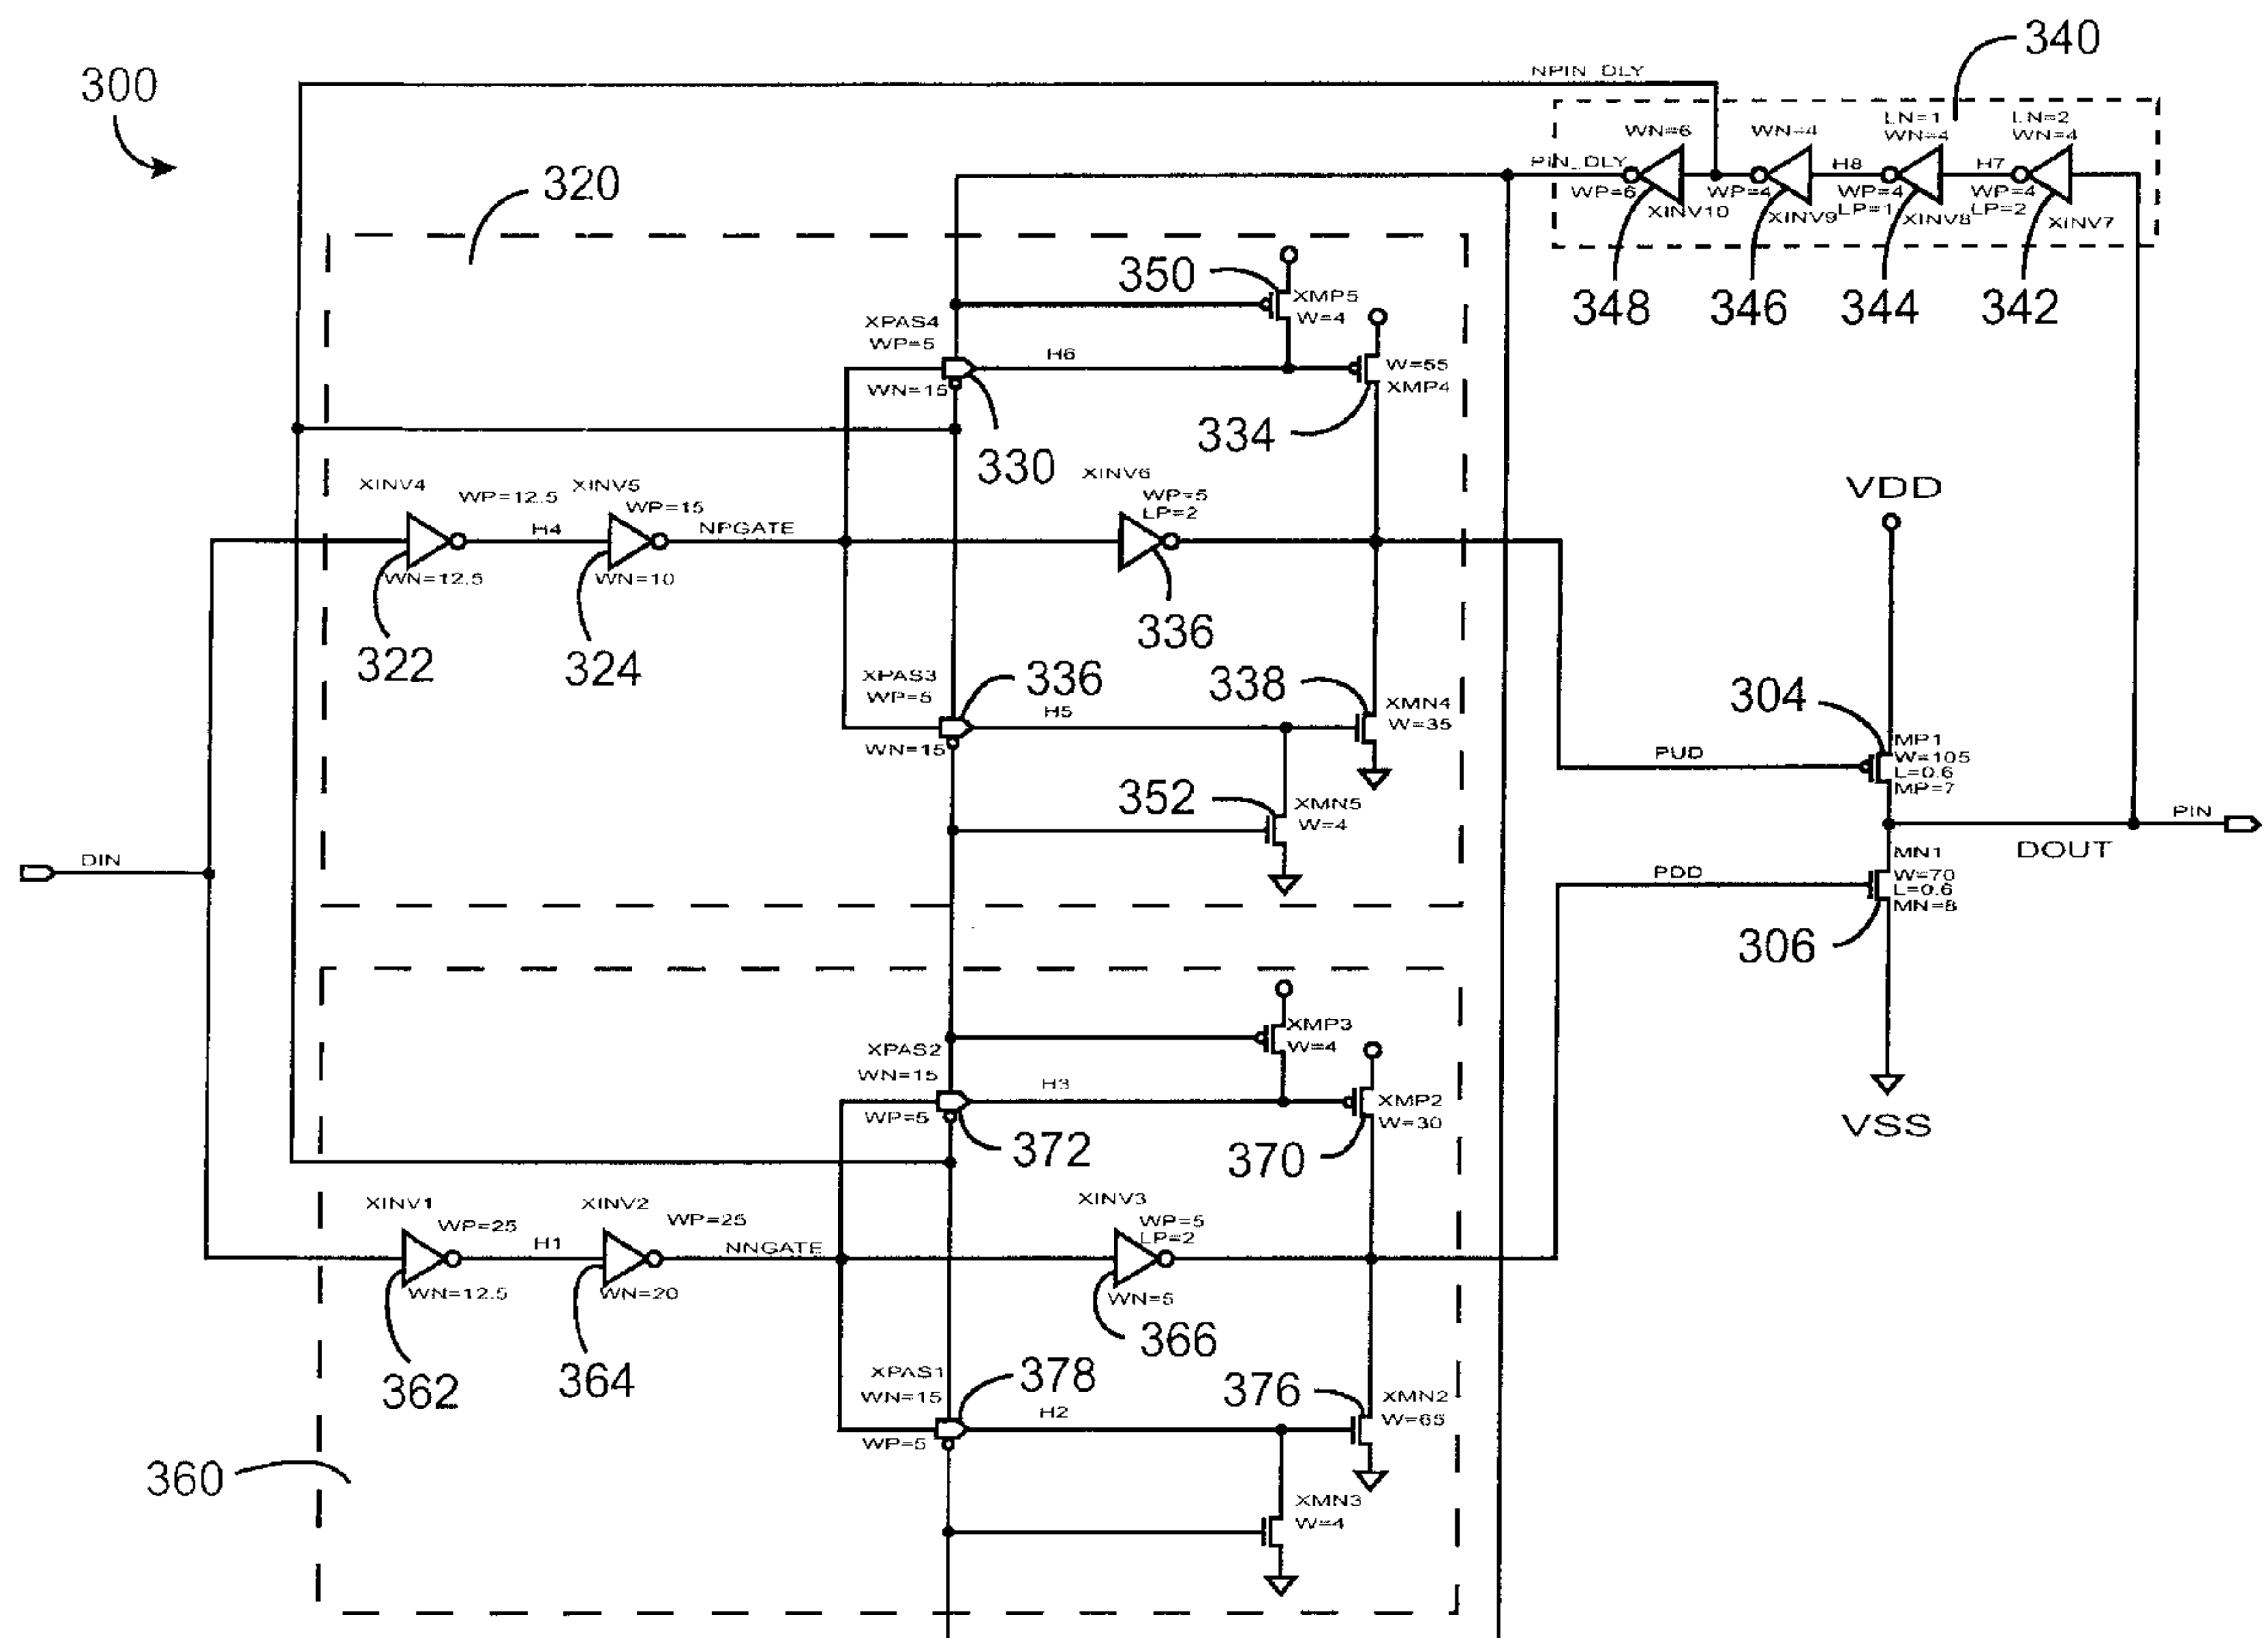 300
340
NPIN_DLY
320
WN=6
WN=4
LN=1
WN=4
LN=2
WN=4
PIN_DLY
WP=6
XINV10
WP=4
XINV9
H8
WP=4
LP=1
XINV8
H7
WP=4
LP=2
XINV7
348
346
344
342
350
XMP5
W=4
XPAS4
WP=5
WN=15
H6
W=55
XMP4
330
334
XINV4
WP=12.5
WN=12.5
H4
XINV5
WP=15
WN=10
NPGATE
XINV6
WP=5
LP=2
322
324
336
VDD
XPAS3
WP=5
WN=15
336
H5
338
XMN4
W=35
304
352
XMN5
W=4
PUD
MP1
W=105
L=0.6
MP=7
DIN
PIN
DOUT
PDD
MN1
W=70
L=0.6
MN=8
306
XMP3
W=4
XPAS2
WN=15
WP=5
H3
XMP2
W=30
372
370
VSS
XINV1
WP=25
WN=12.5
H1
XINV2
WP=25
WN=20
NNGATE
XINV3
WP=5
LP=2
WN=5
362
364
366
XPAS1
WN=15
WP=5
378
H2
376
XMN2
W=65
360
XMN3
W=4